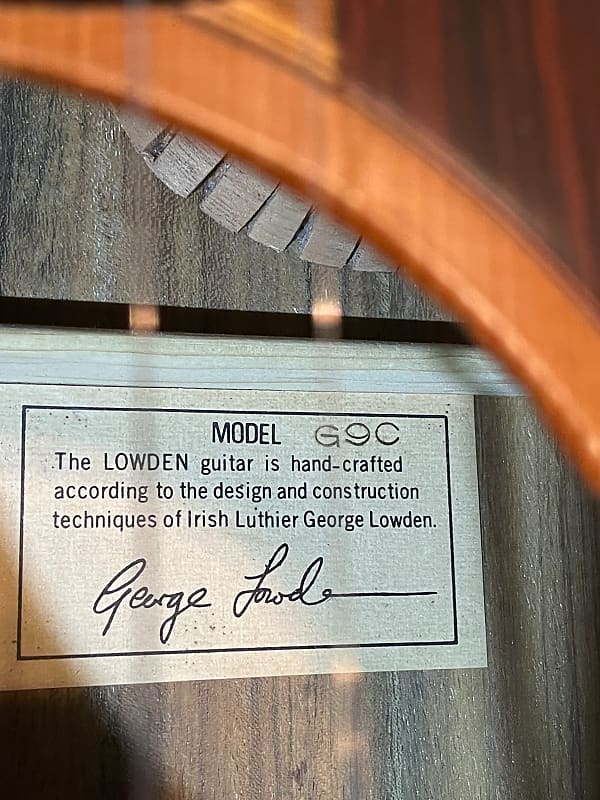 MODEL G9C
The LOWDEN guitar is hand-crafted
according to the design and construction
techniques of Irish Luthier George Lowden.
George Lowden